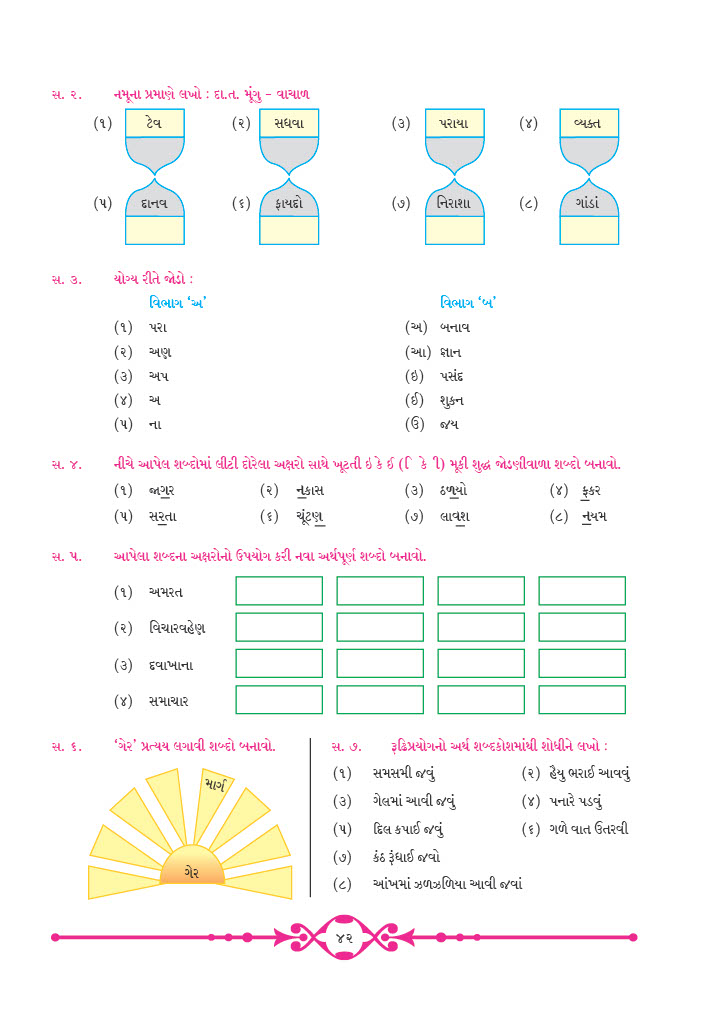 સ. ૨. નમૂના પ્રમાણે લખો : દા.ત. મૂંગુ – વાચાળ
(૧) ટેવ (૨) સધવા (૩) પરાયા (૪) વ્યક્ત
(૫) દાનવ (૬) ફાયદો (૭) નિરાશા (૮) ગાંડાં
સ. ૩. યોગ્ય રીતે જોડો :
વિભાગ ‘અ’ વિભાગ ‘બ’
(૧) પરા (અ) બનાવ
(૨) અણ (આ) જ્ઞાન
(૩) અપ (ઇ) પસંદ
(૪) અ (ઈ) શુકન
(૫) ના (ઉ) જય
સ. ૪. નીચે આપેલ શબ્દોમાં લીટી દોરેલા અક્ષરો સાથે ખૂટતી ઇ કે ઈ (િ કે ી) મૂકી શુદ્ધ જોડણીવાળા શબ્દો બનાવો.
(૧) જાગર (૨) નકાસ (૩) ઠળયો (૪) ફકર
(૫) સરતા (૬) ચૂંટણ (૭) લાવશ (૮) નયમ
સ. ૫. આપેલા શબ્દના અક્ષરોનો ઉપયોગ કરી નવા અર્થપૂર્ણ શબ્દો બનાવો.
(૧) અમરત
(૨) વિચારવહેણ
(૩) દવાખાના
(૪) સમાચાર
સ. ૬. ‘ગેર’ પ્રત્યય લગાવી શબ્દો બનાવો.
માર્ગ
ગેર
સ. ૭. રૂઢિપ્રયોગનો અર્થ શબ્દકોશમાંથી શોધીને લખો :
(૧) સમસમી જવું (૨) હૈયુ ભરાઈ આવવું
(૩) ગેલમાં આવી જવું (૪) પનારે પડવું
(૫) દિલ કપાઈ જવું (૬) ગળે વાત ઉતરવી
(૭) કંઠ રૂંધાઈ જવો
(૮) આંખમાં ઝળઝળિયા આવી જવાં
૪૨